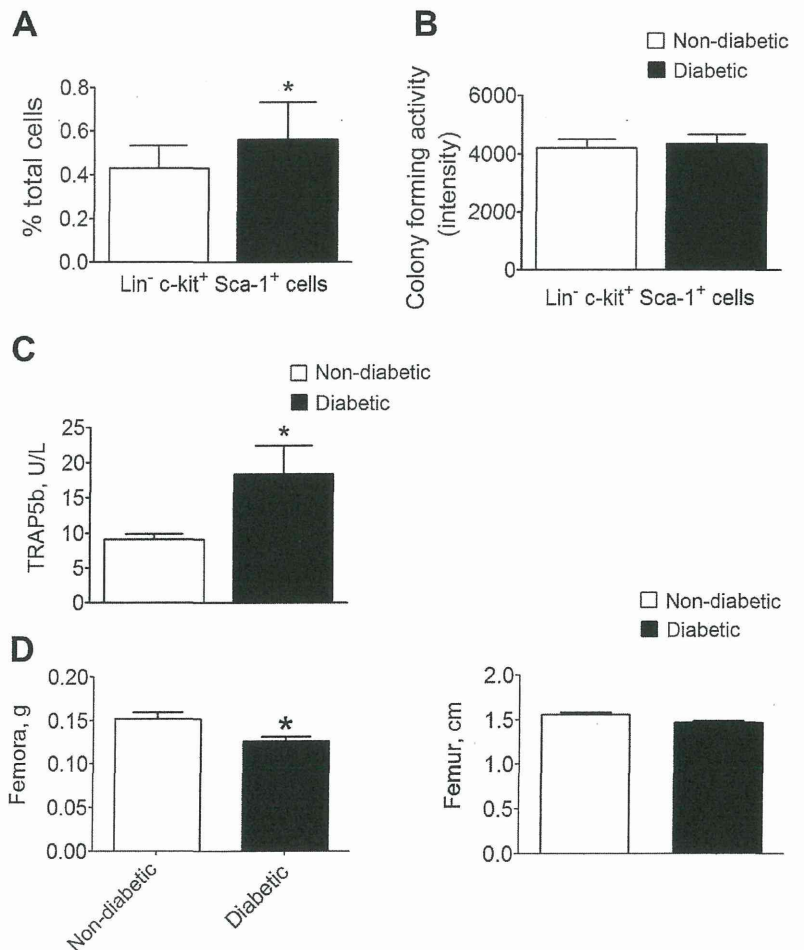 A
% total cells
0.8
0.6
0.4
0.2
0.0
*
Lin⁻ c-kit⁺ Sca-1⁺ cells
B
Non-diabetic
Diabetic
Colony forming activity
(intensity)
6000
4000
2000
0
Lin⁻ c-kit⁺ Sca-1⁺ cells
C
Non-diabetic
Diabetic
TRAP5b, U/L
25
20
15
10
5
0
*
D
Femora, g
0.20
0.15
0.10
0.05
0.00
*
Non-diabetic
Diabetic
Non-diabetic
Diabetic
Femur, cm
2.0
1.5
1.0
0.5
0.0